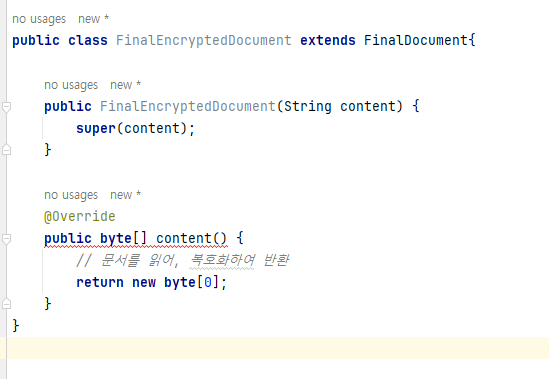 no usages   new *
public class FinalEncryptedDocument extends FinalDocument{
no usages   new *
public FinalEncryptedDocument(String content) {
super(content);
}
no usages   new *
@Override
public byte[] content() {
// 문서를 읽어, 복호화하여 반환
return new byte[0];
}
}